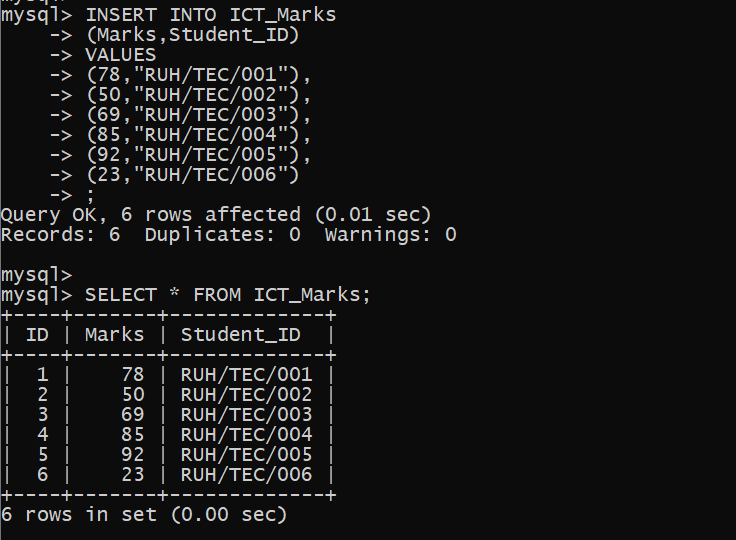 mysql>
mysql> INSERT INTO ICT_Marks
    -> (Marks,Student_ID)
    -> VALUES
    -> (78,"RUH/TEC/001"),
    -> (50,"RUH/TEC/002"),
    -> (69,"RUH/TEC/003"),
    -> (85,"RUH/TEC/004"),
    -> (92,"RUH/TEC/005"),
    -> (23,"RUH/TEC/006")
    -> ;
Query OK, 6 rows affected (0.01 sec)
Records: 6  Duplicates: 0  Warnings: 0

mysql>
mysql> SELECT * FROM ICT_Marks;
+----+-------+-------------+
| ID | Marks | Student_ID  |
+----+-------+-------------+
|  1 |    78 | RUH/TEC/001 |
|  2 |    50 | RUH/TEC/002 |
|  3 |    69 | RUH/TEC/003 |
|  4 |    85 | RUH/TEC/004 |
|  5 |    92 | RUH/TEC/005 |
|  6 |    23 | RUH/TEC/006 |
+----+-------+-------------+
6 rows in set (0.00 sec)